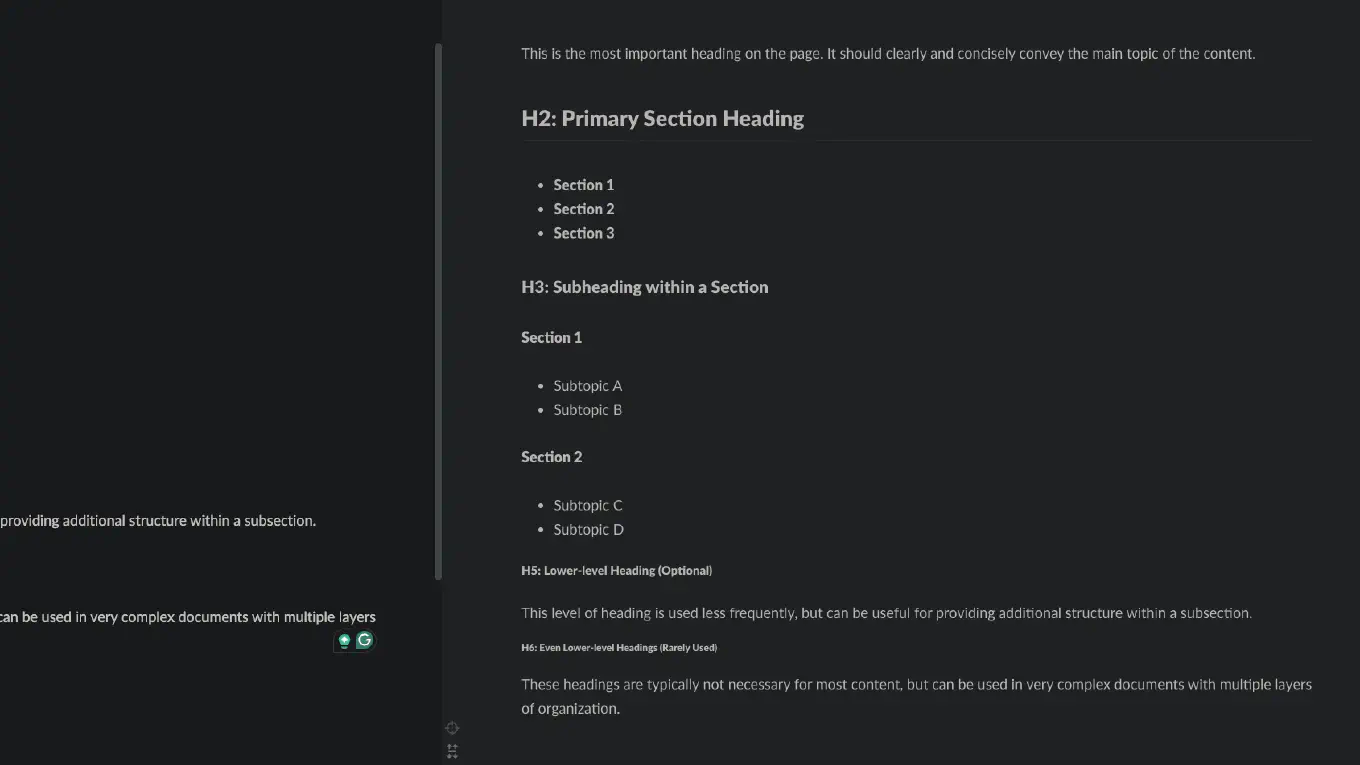 This is the most important heading on the page. It should clearly and concisely convey the main topic of the content.
H2: Primary Section Heading
Section 1
Section 2
Section 3
H3: Subheading within a Section
Section 1
Subtopic A
Subtopic B
Section 2
Subtopic C
Subtopic D
H5: Lower-level Heading (Optional)
This level of heading is used less frequently, but can be useful for providing additional structure within a subsection.
H6: Even Lower-level Headings (Rarely Used)
These headings are typically not necessary for most content, but can be used in very complex documents with multiple layers
of organization.
providing additional structure within a subsection.
can be used in very complex documents with multiple layers